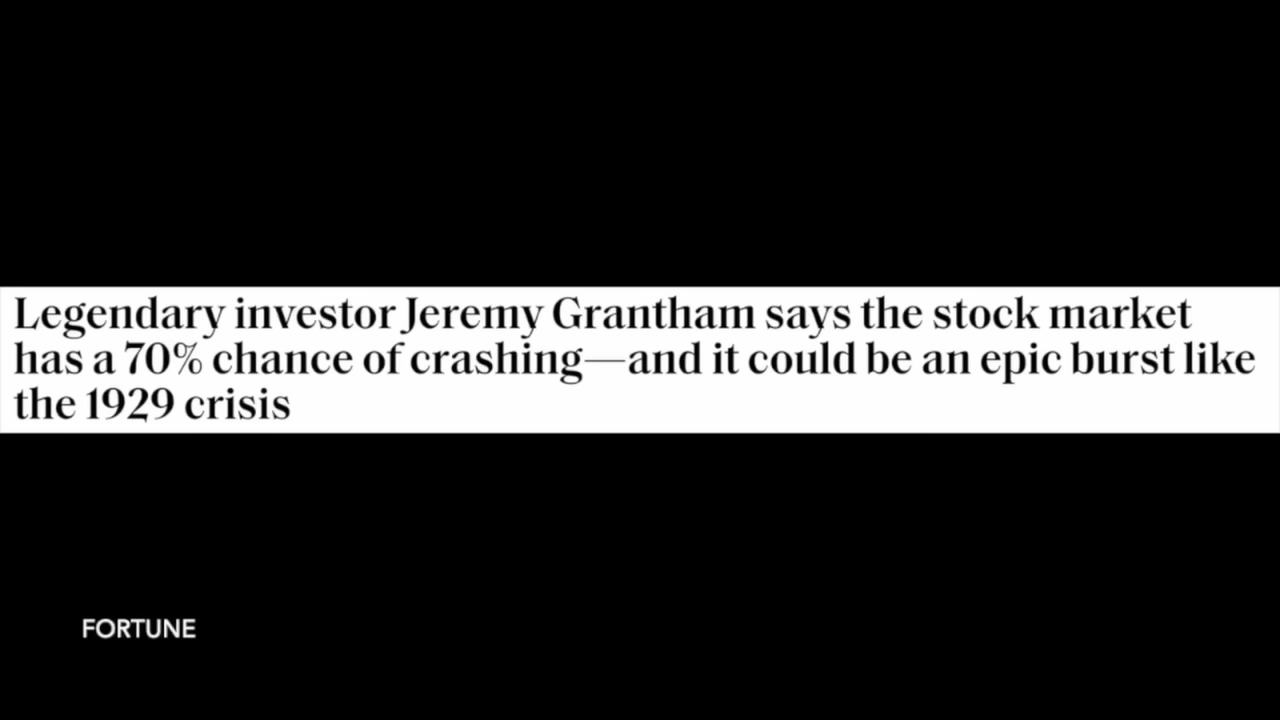 Legendary investor Jeremy Grantham says the stock market
has a 70% chance of crashing—and it could be an epic burst like
the 1929 crisis
FORTUNE